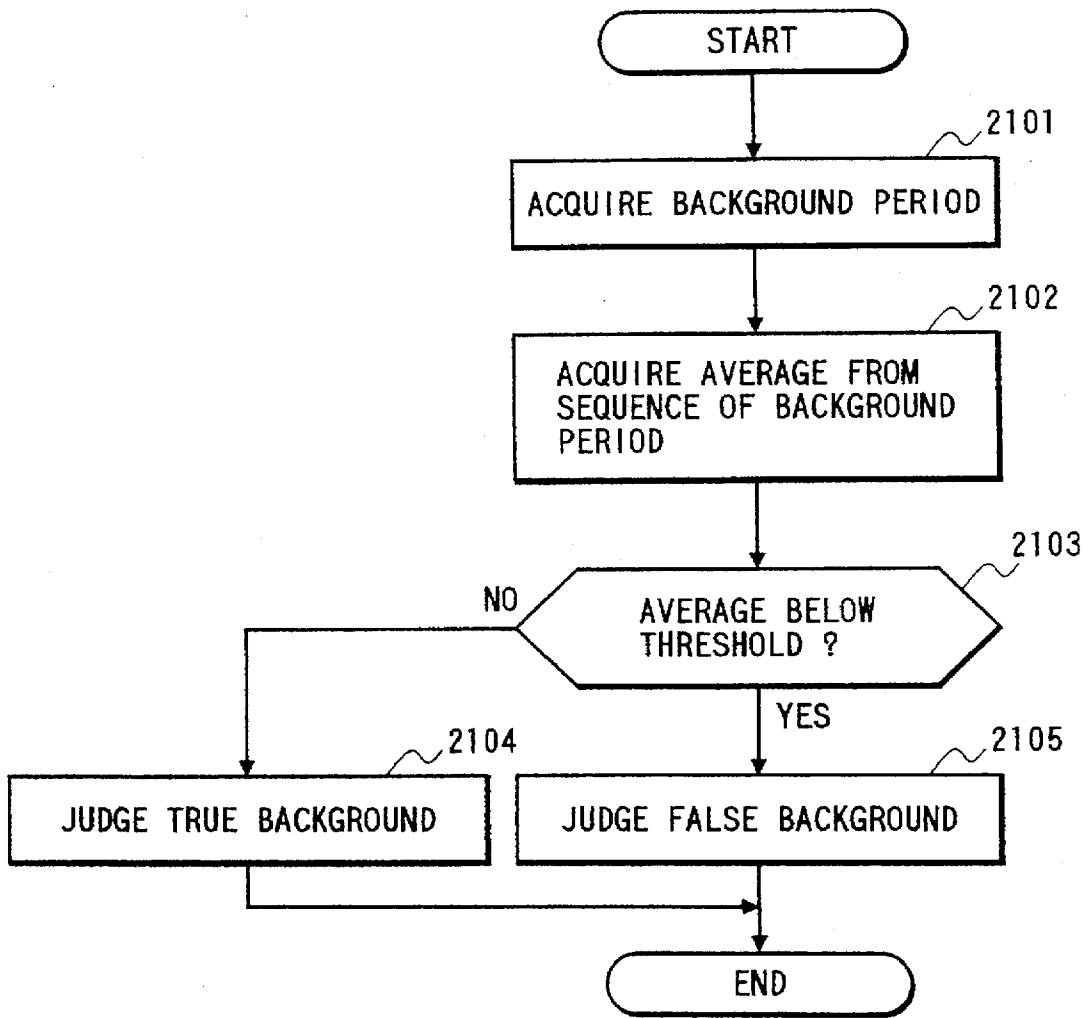 START
2101
ACQUIRE BACKGROUND PERIOD
2102
ACQUIRE AVERAGE FROM
SEQUENCE OF BACKGROUND
PERIOD
2103
NO
AVERAGE BELOW
THRESHOLD ?
YES
2104
2105
JUDGE TRUE BACKGROUND
JUDGE FALSE BACKGROUND
END